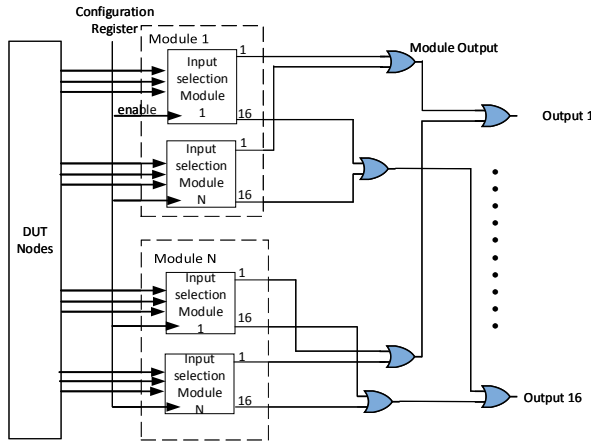 Configuration
Register
Module 1
1
Module Output
Input
selection
Module
1
enable
16
Output 1
1
Input
selection
Module
N
16
DUT
Nodes
Module N
Input
selection
Module
1
1
16
Input
selection
Module
N
1
16
Output 16